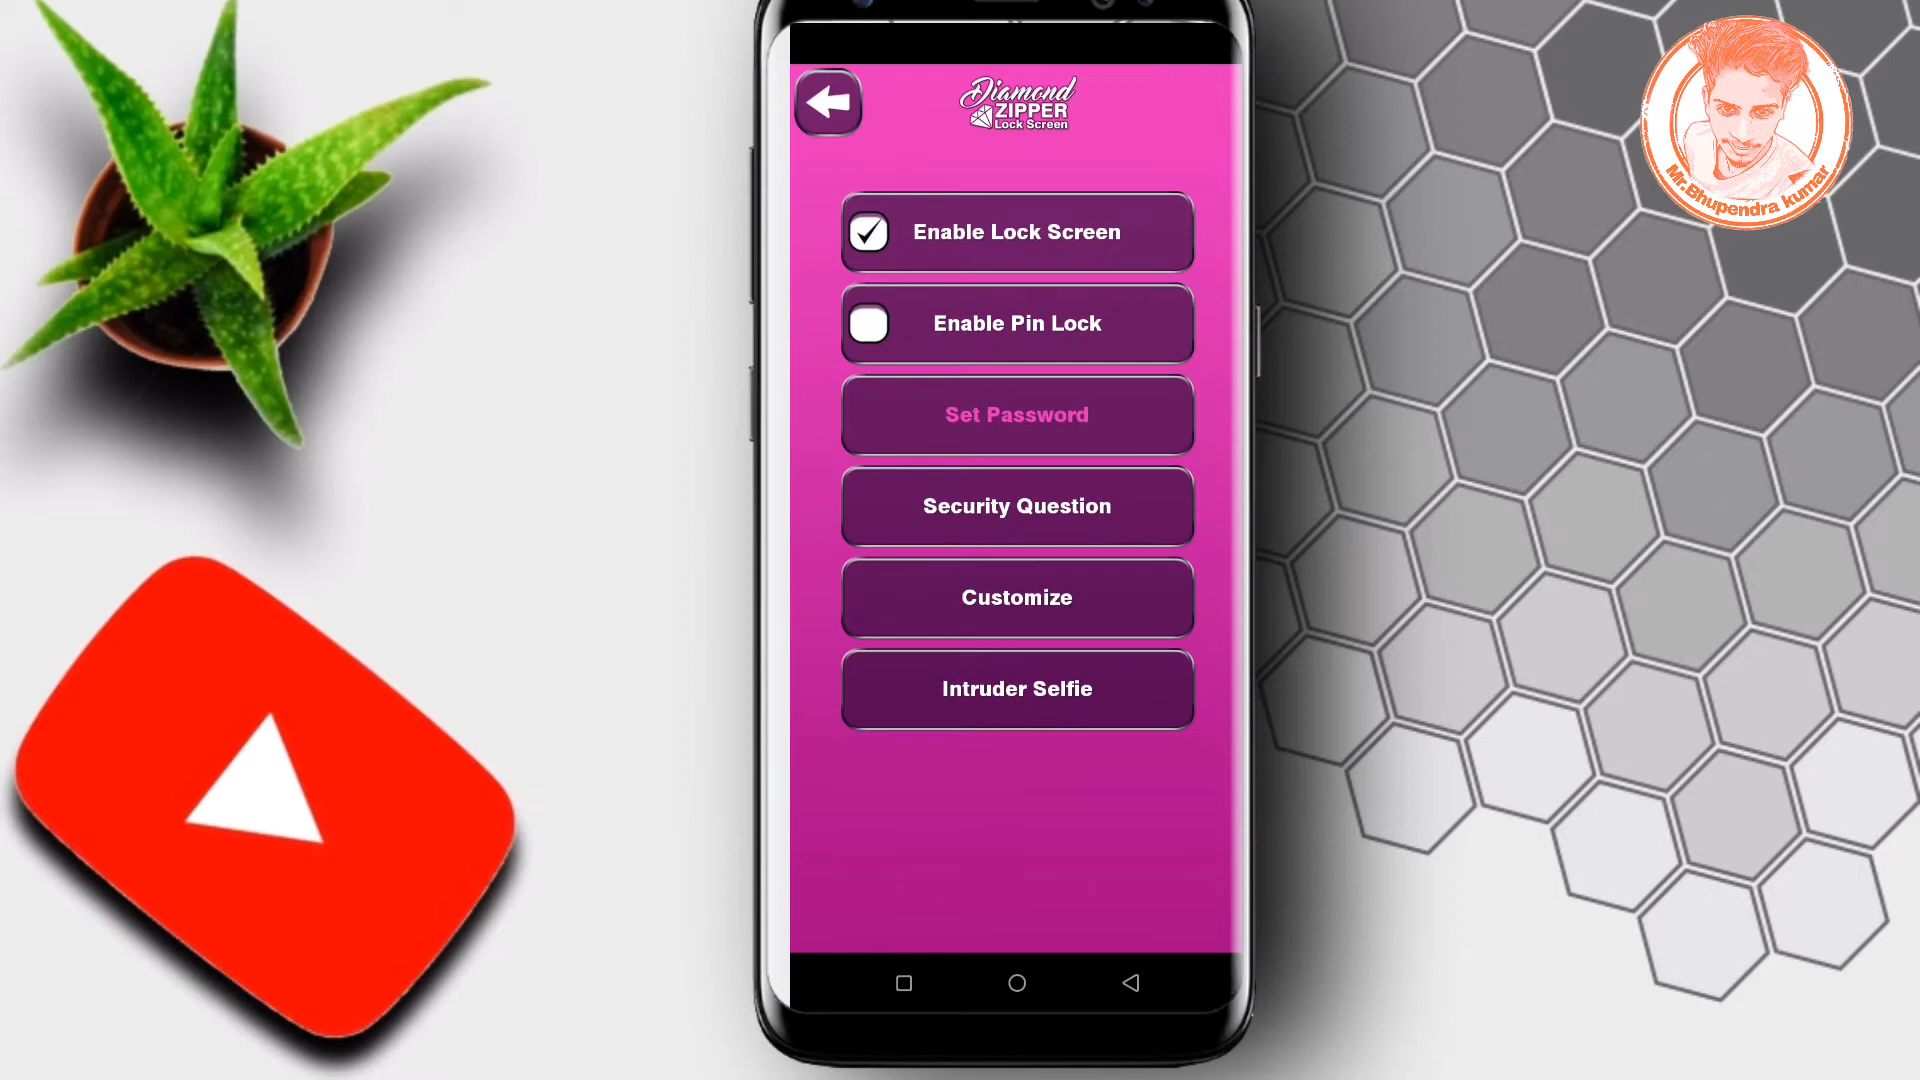 Diamond
ZIPPER
Lock Screen
Mr.Bhupendra kumar
Enable Lock Screen
Enable Pin Lock
Set Password
Security Question
Customize
Intruder Selfie